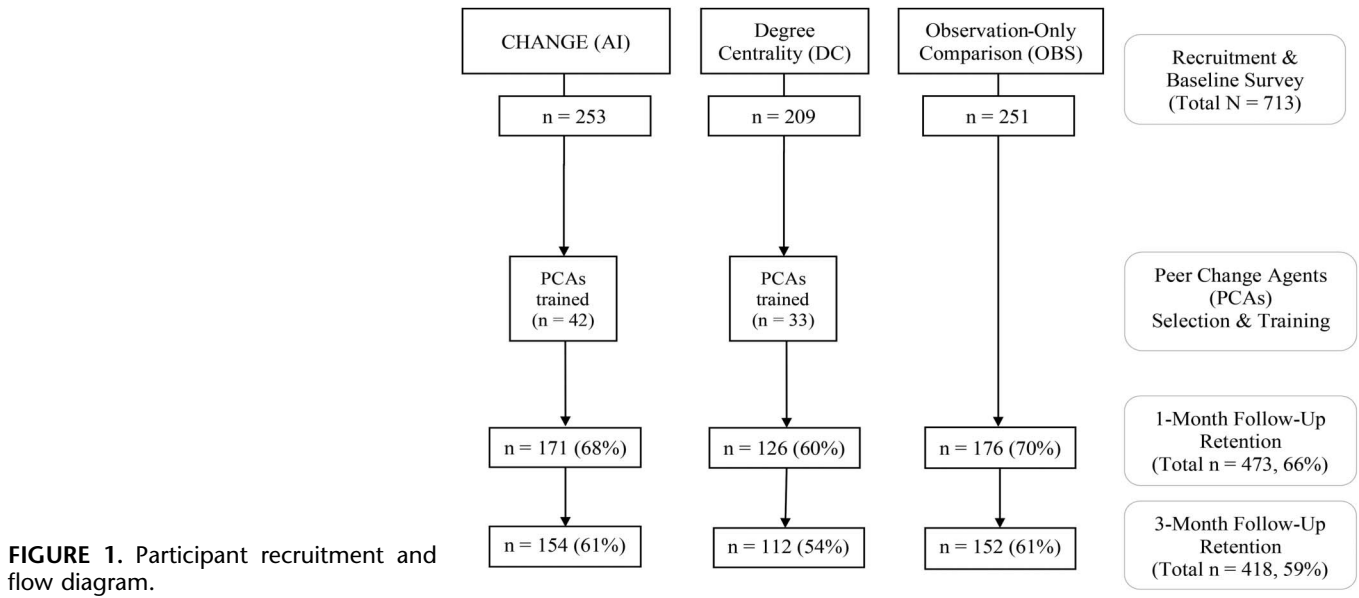 CHANGE (AI)
Degree
Centrality (DC)
Observation-Only
Comparison (OBS)
Recruitment &
Baseline Survey
(Total N = 713)
n = 253
n = 209
n = 251
PCAs
trained
(n = 42)
PCAs
trained
(n = 33)
Peer Change Agents
(PCAs)
Selection & Training
n = 171 (68%)
n = 126 (60%)
n = 176 (70%)
1-Month Follow-Up
Retention
(Total n = 473, 66%)
n = 154 (61%)
n = 112 (54%)
n = 152 (61%)
3-Month Follow-Up
Retention
(Total n = 418, 59%)
FIGURE 1. Participant recruitment and
flow diagram.